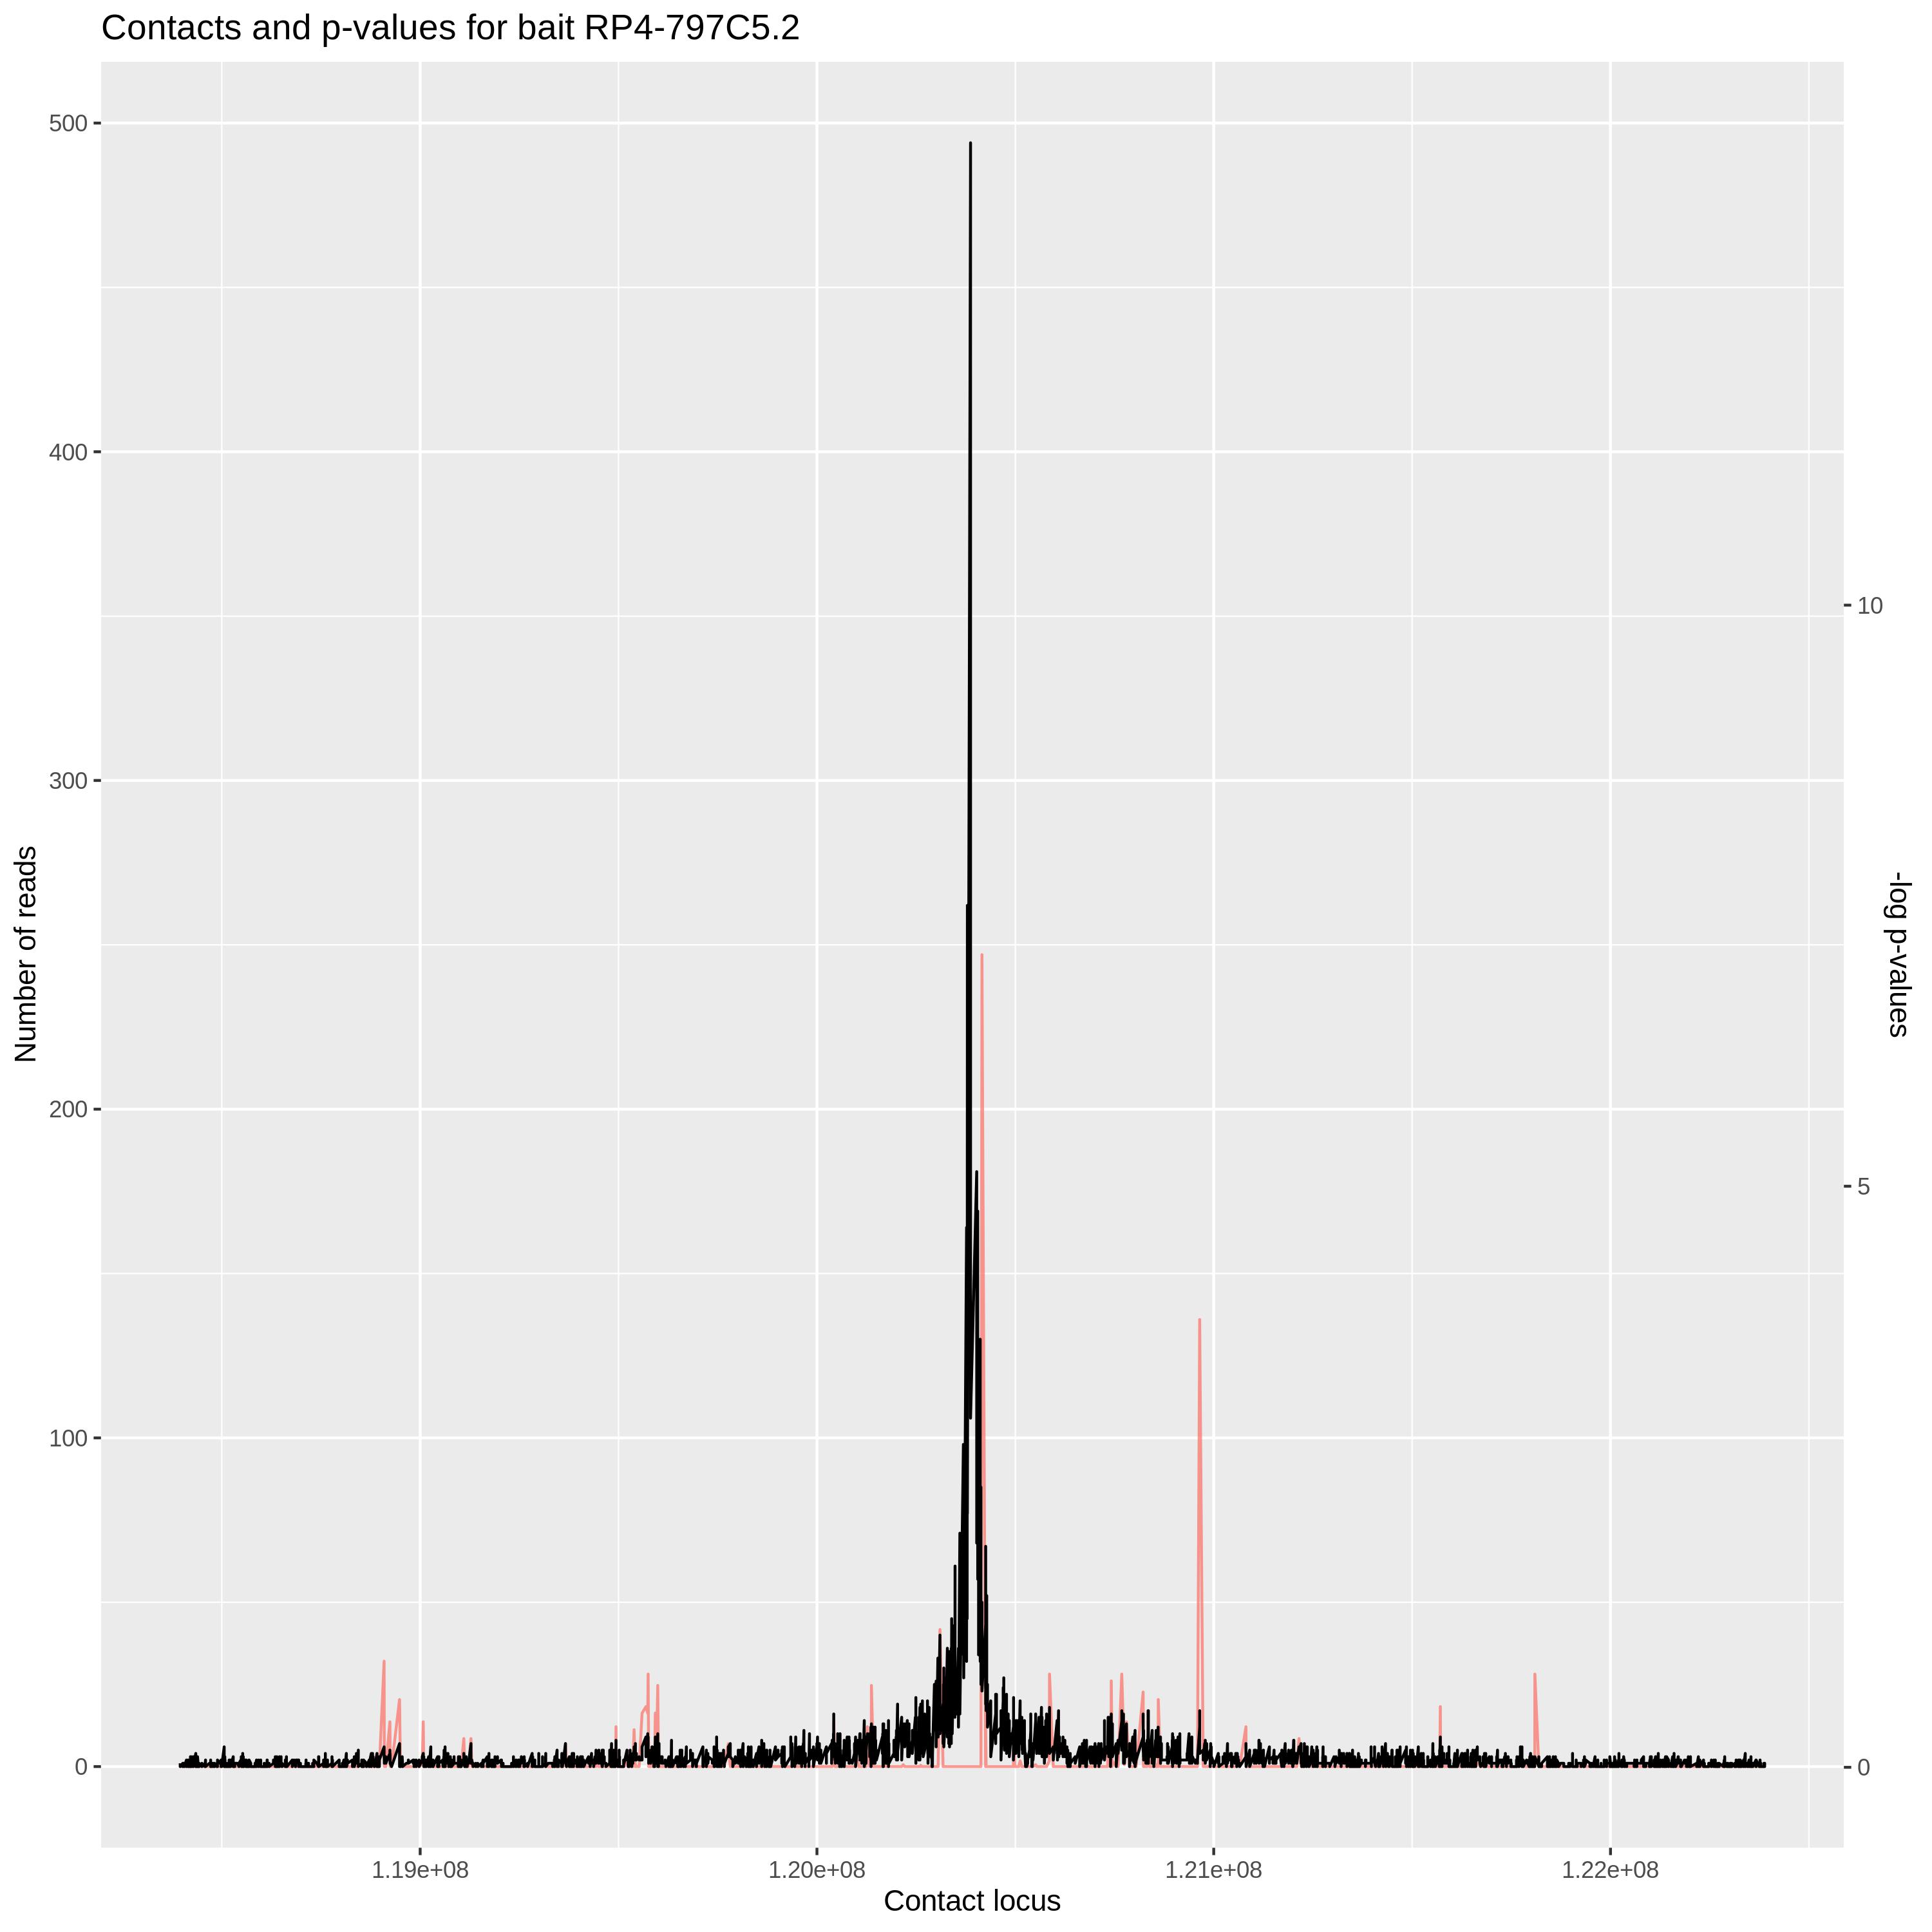 Contacts and p-values for bait RP4-797C5.2
500
400
300
200
100
0
Number of reads
10
5
0
-log p-values
1.19e+08
1.20e+08
1.21e+08
1.22e+08
Contact locus